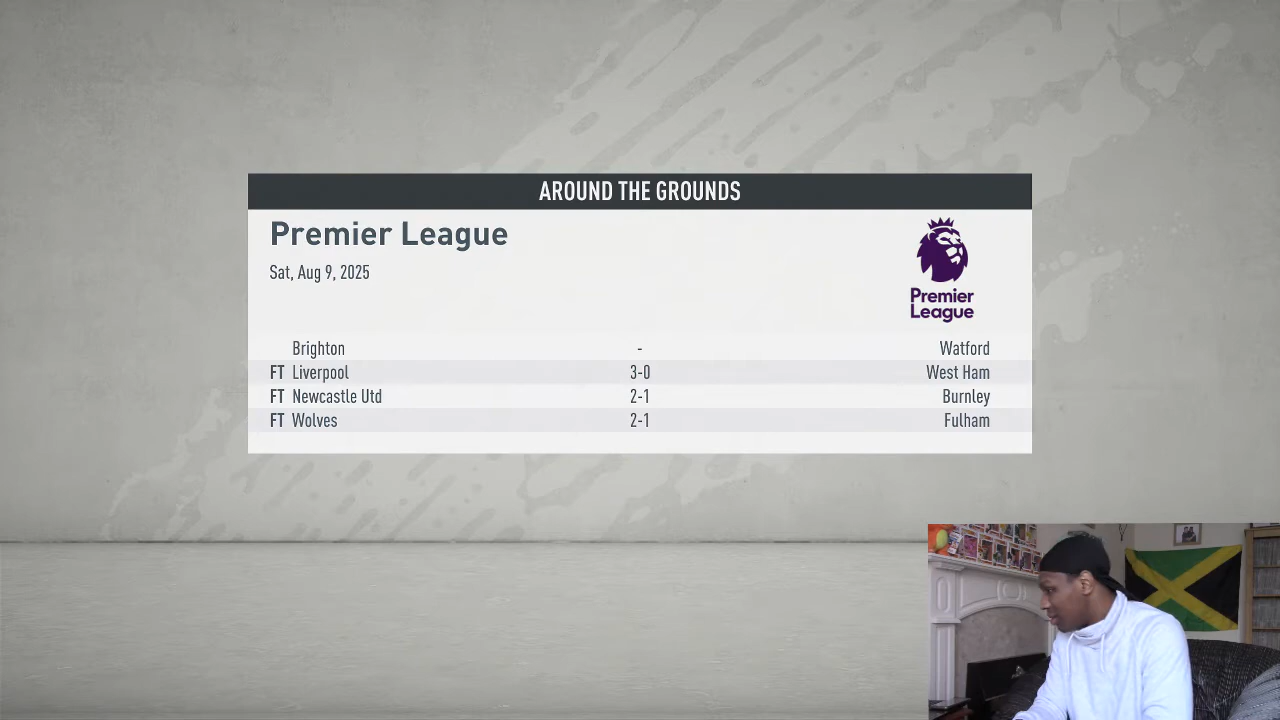 AROUND THE GROUNDS
Premier League
Sat, Aug 9, 2025
Premier
League
Brighton - Watford
FT Liverpool 3-0 West Ham
FT Newcastle Utd 2-1 Burnley
FT Wolves 2-1 Fulham